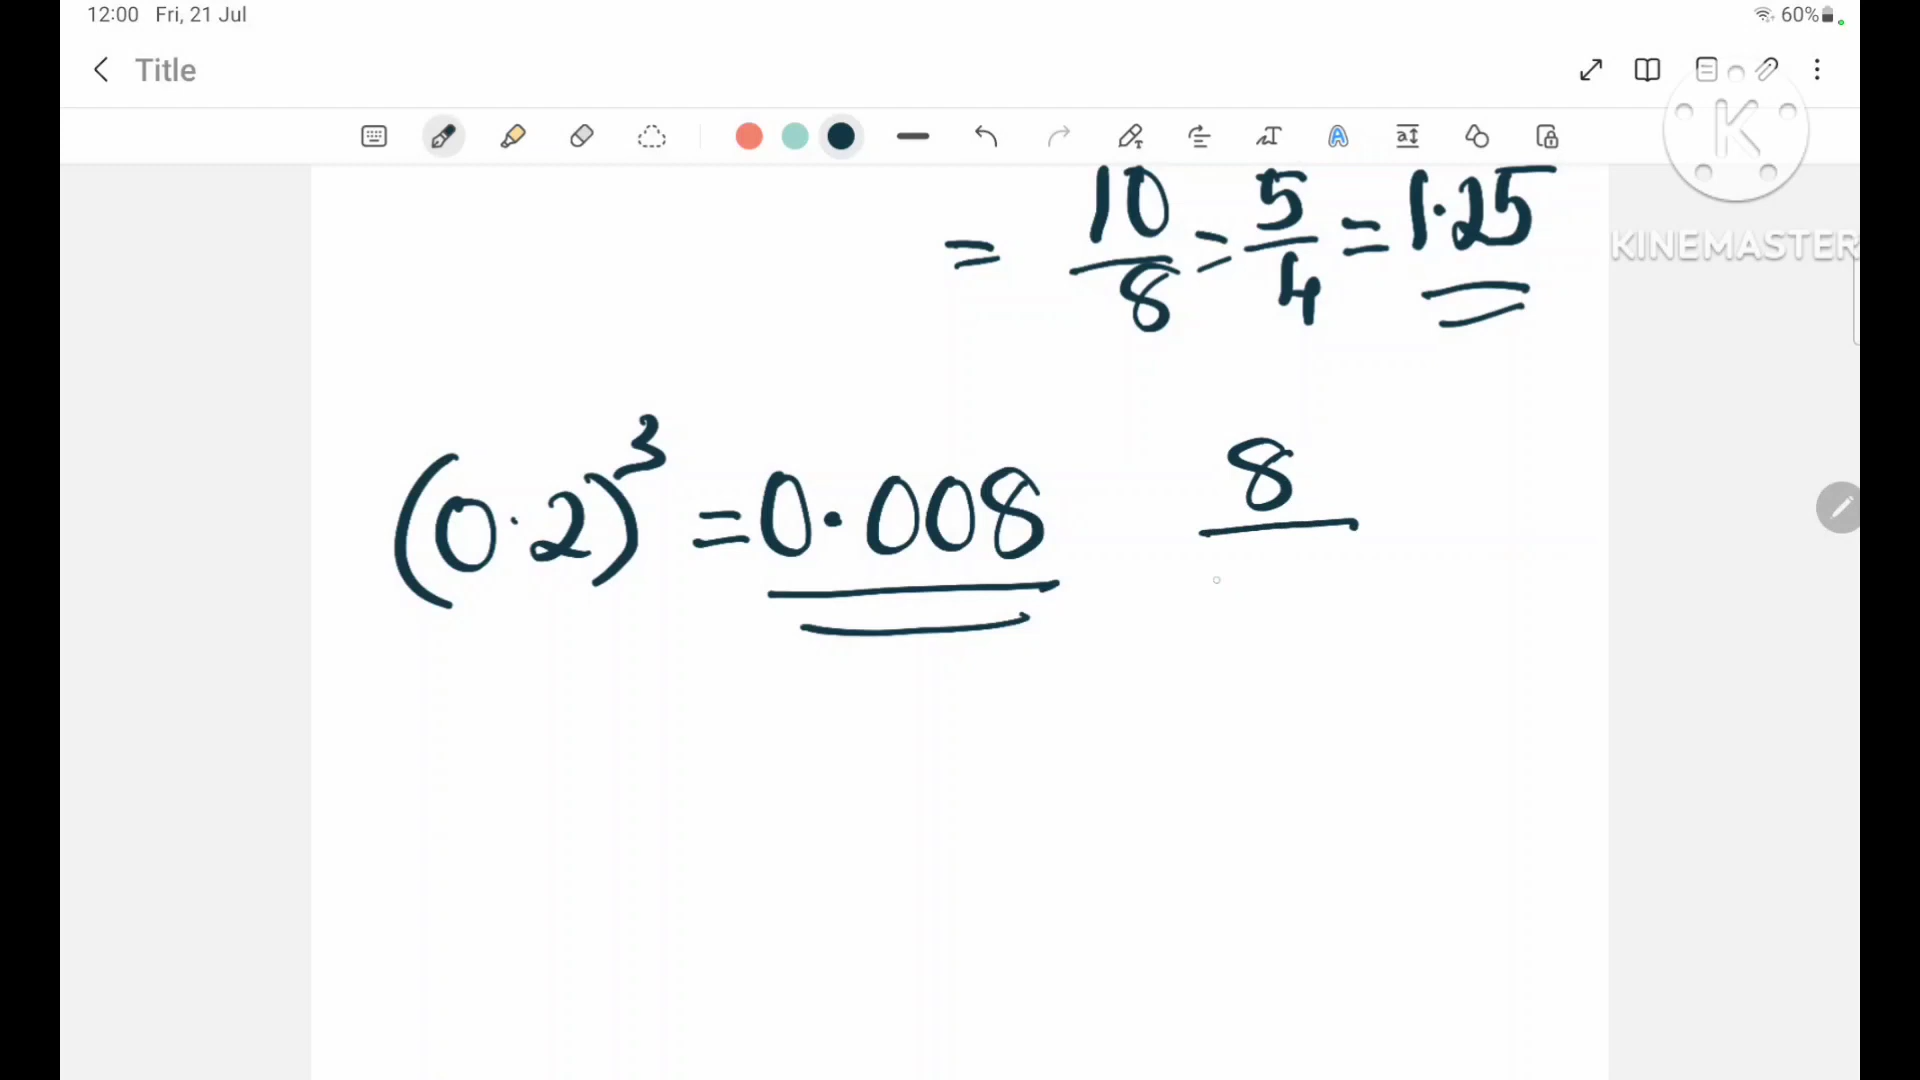 12:00 Fri, 21 Jul 60%
Title
K
KINEMASTER
= 10/8 = 5/4 = 1.25
(0.2)³ = 0.008 8